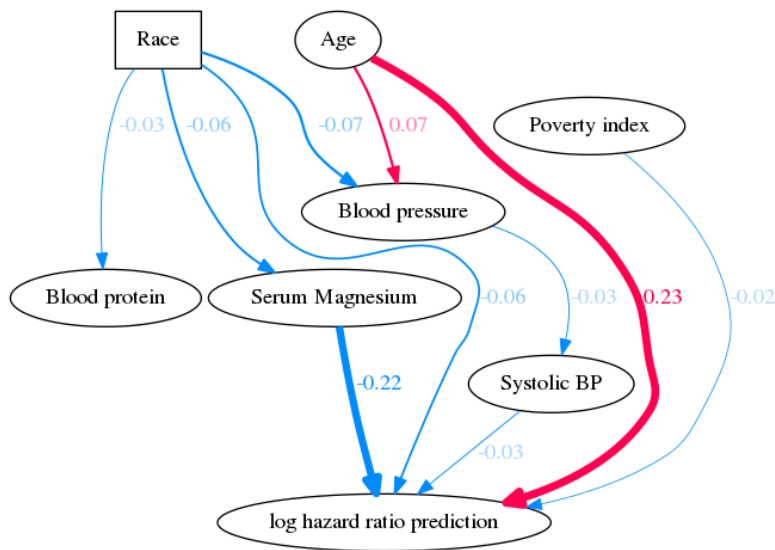 Race
Age
Poverty index
-0.03
-0.06
-0.07
0.07
Blood pressure
Blood protein
Serum Magnesium
-0.06
-0.03
0.23
-0.02
-0.22
Systolic BP
-0.03
log hazard ratio prediction